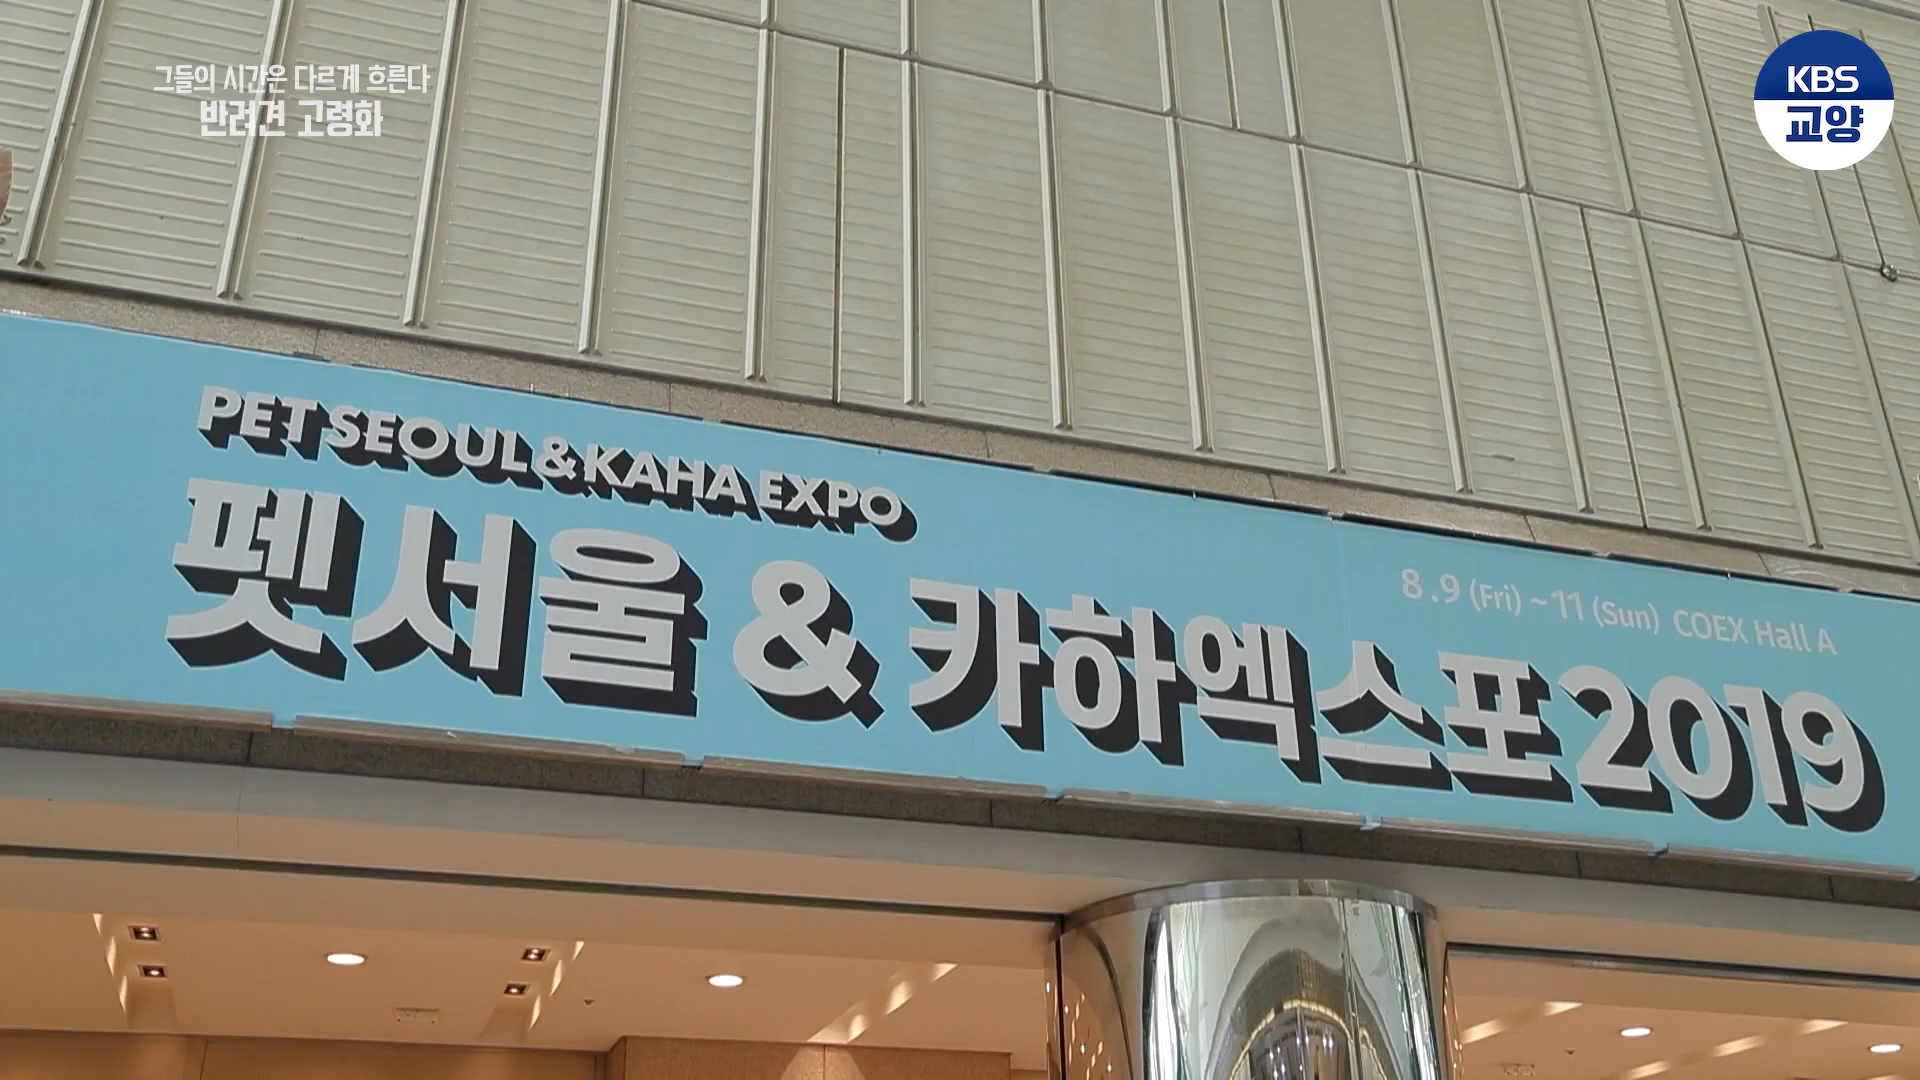 그들의 시간은 다르게 흐른다
반려견 고령화
KBS
교양
PET SEOUL & KAHA EXPO
펫서울 & 카하엑스포 2019
8.9 (Fri) ~ 11 (Sun) COEX Hall A